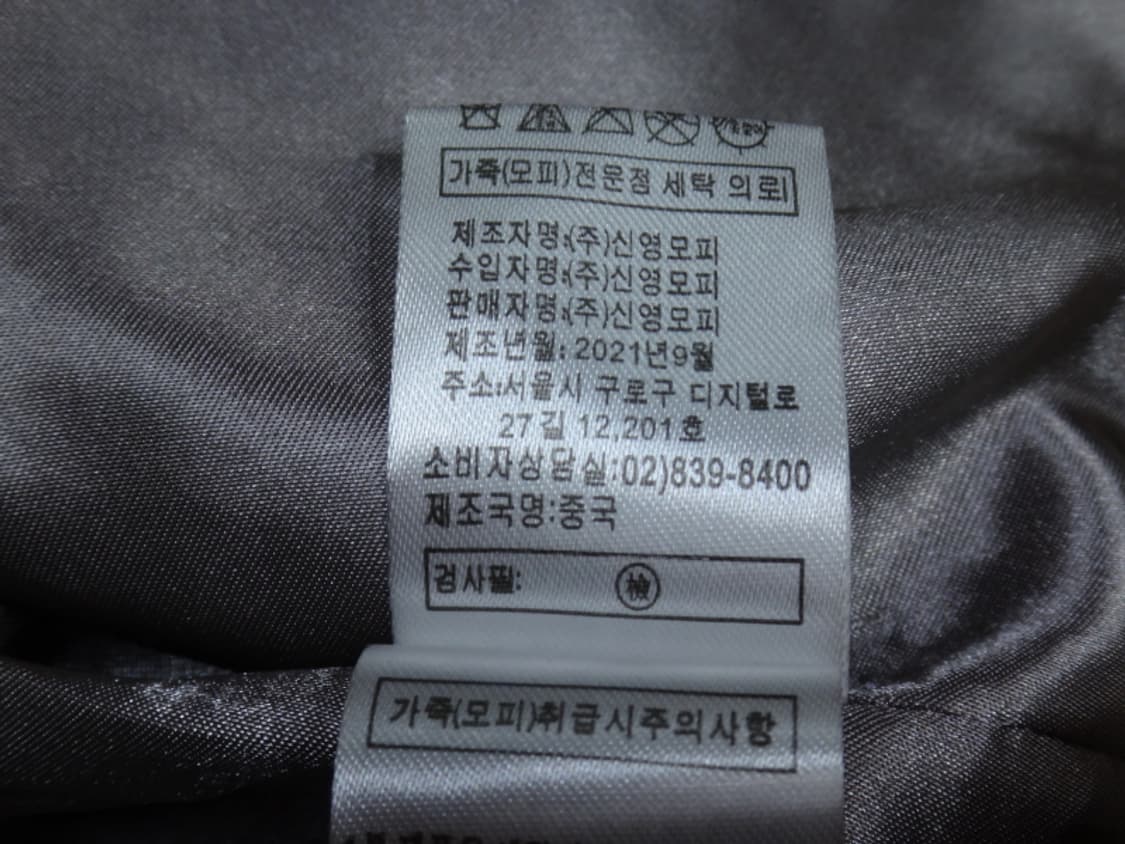 가죽(모피)전문점 세탁 의뢰
제조자명:(주)신영모피
수입자명:(주)신영모피
판매자명:(주)신영모피
제조년월: 2021년9월
주소:서울시 구로구 디지털로
27길 12,201호
소비자상담실:02)839-8400
제조국명:중국
검사필: 檢
가죽(모피)취급시주의사항